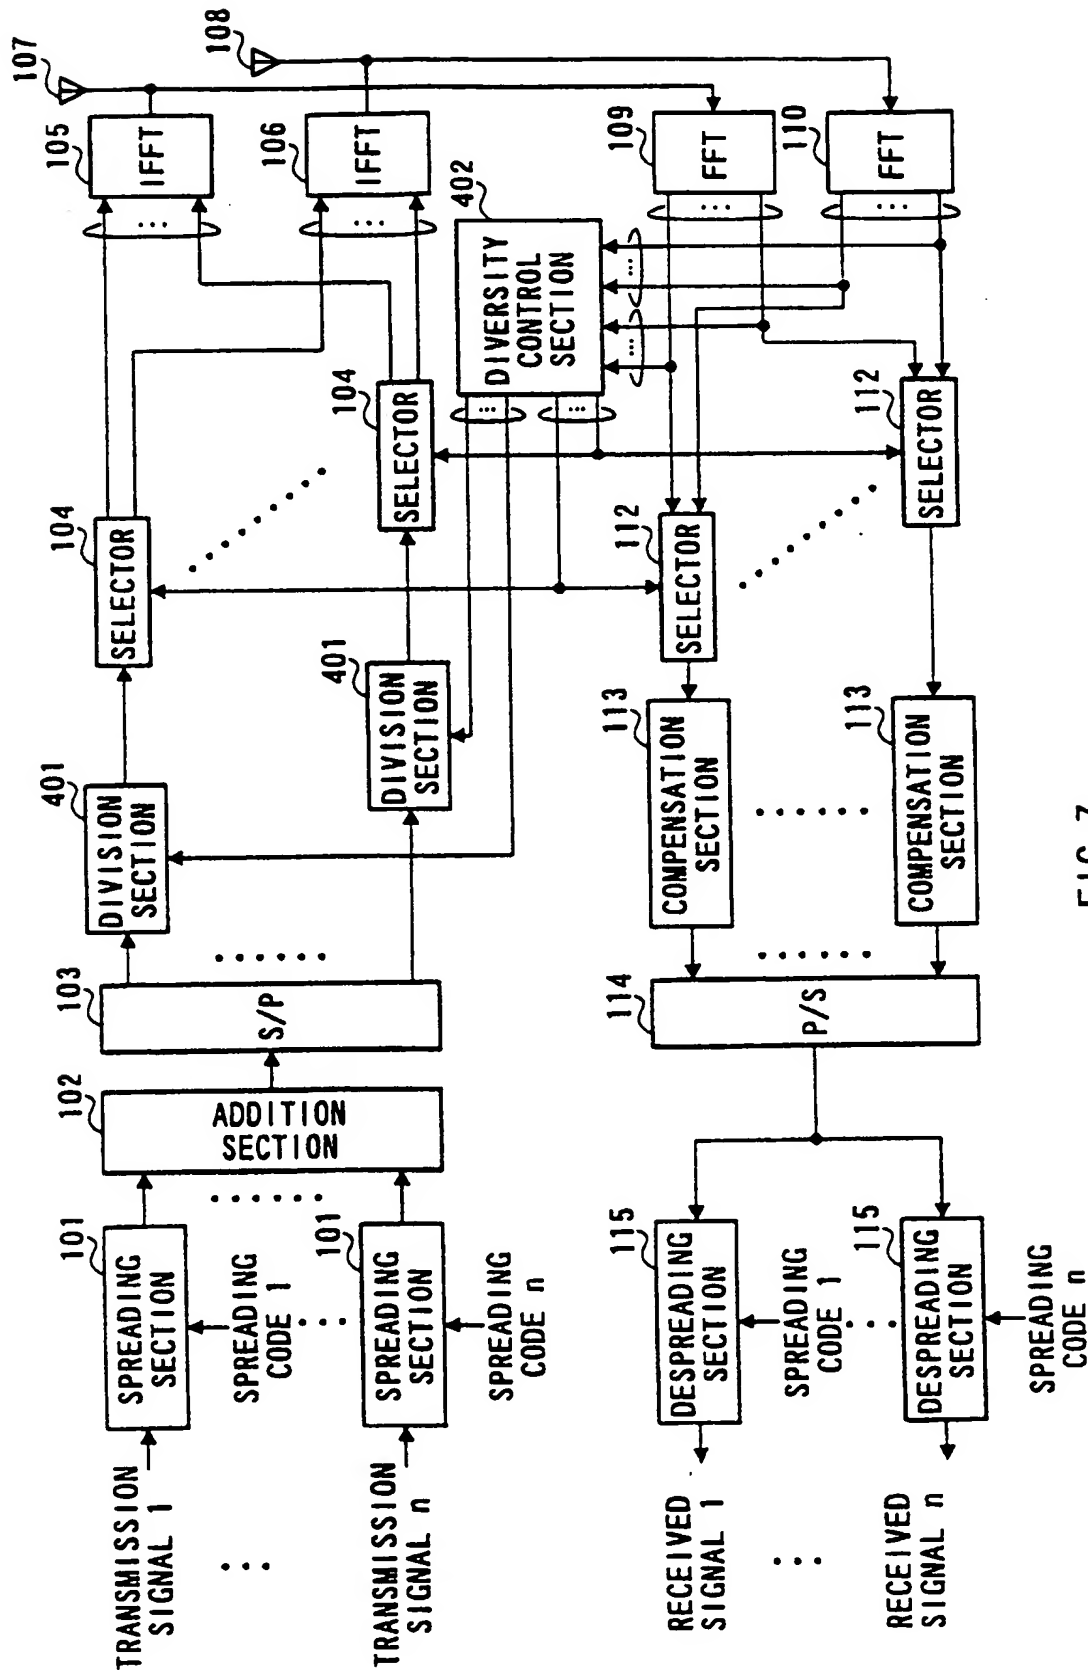 TRANSMISSION
SIGNAL 1
...
TRANSMISSION
SIGNAL n
101
SPREADING
SECTION
SPREADING
CODE 1
...
101
SPREADING
SECTION
SPREADING
CODE n
......
102
ADDITION
SECTION
103
S/P
......
401
DIVISION
SECTION
401
DIVISION
SECTION
104
SELECTOR
104
SELECTOR
105
IFFT
...
106
IFFT
...
107
108
402
DIVERSITY
CONTROL
SECTION
...
...
...
...
109
FFT
...
110
FFT
...
112
SELECTOR
112
SELECTOR
113
COMPENSATION
SECTION
......
113
COMPENSATION
SECTION
......
114
P/S
115
DESPREADING
SECTION
SPREADING
CODE 1
...
115
DESPREADING
SECTION
SPREADING
CODE n
RECEIVED
SIGNAL 1
...
RECEIVED
SIGNAL n
FIG. 7